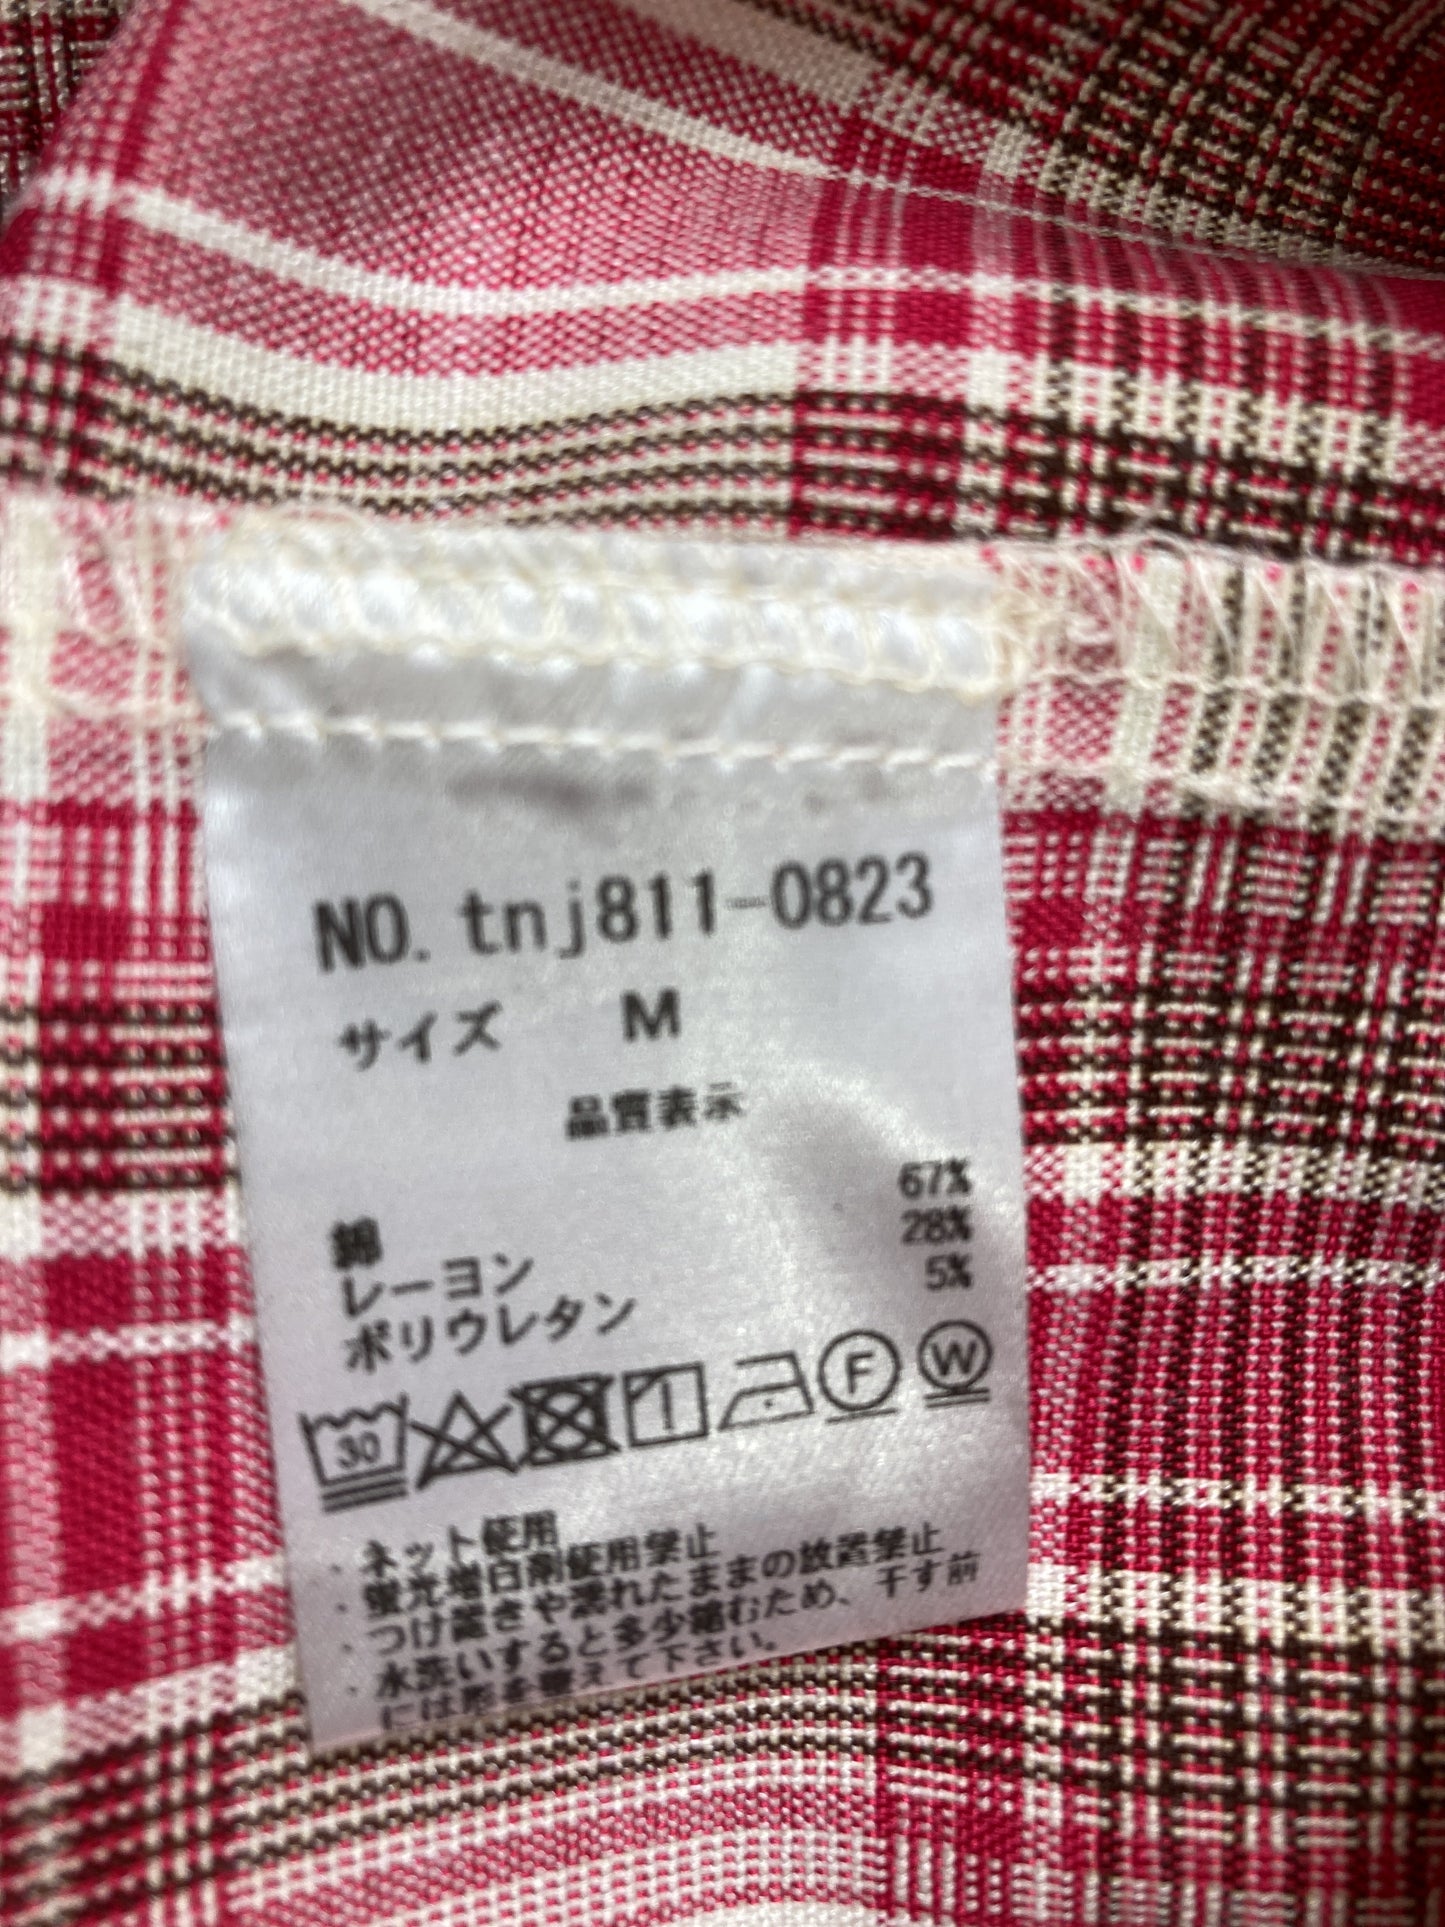 NO. tnj811-0823
サイズ M
品質表示
綿 67%
レーヨン 28%
ポリウレタン 5%
30 F W
・ネット使用
・蛍光増白剤使用禁止
・つけ置きや濡れたままの放置禁止
・水洗いすると多少縮むため、干す前
には形を整えて下さい。